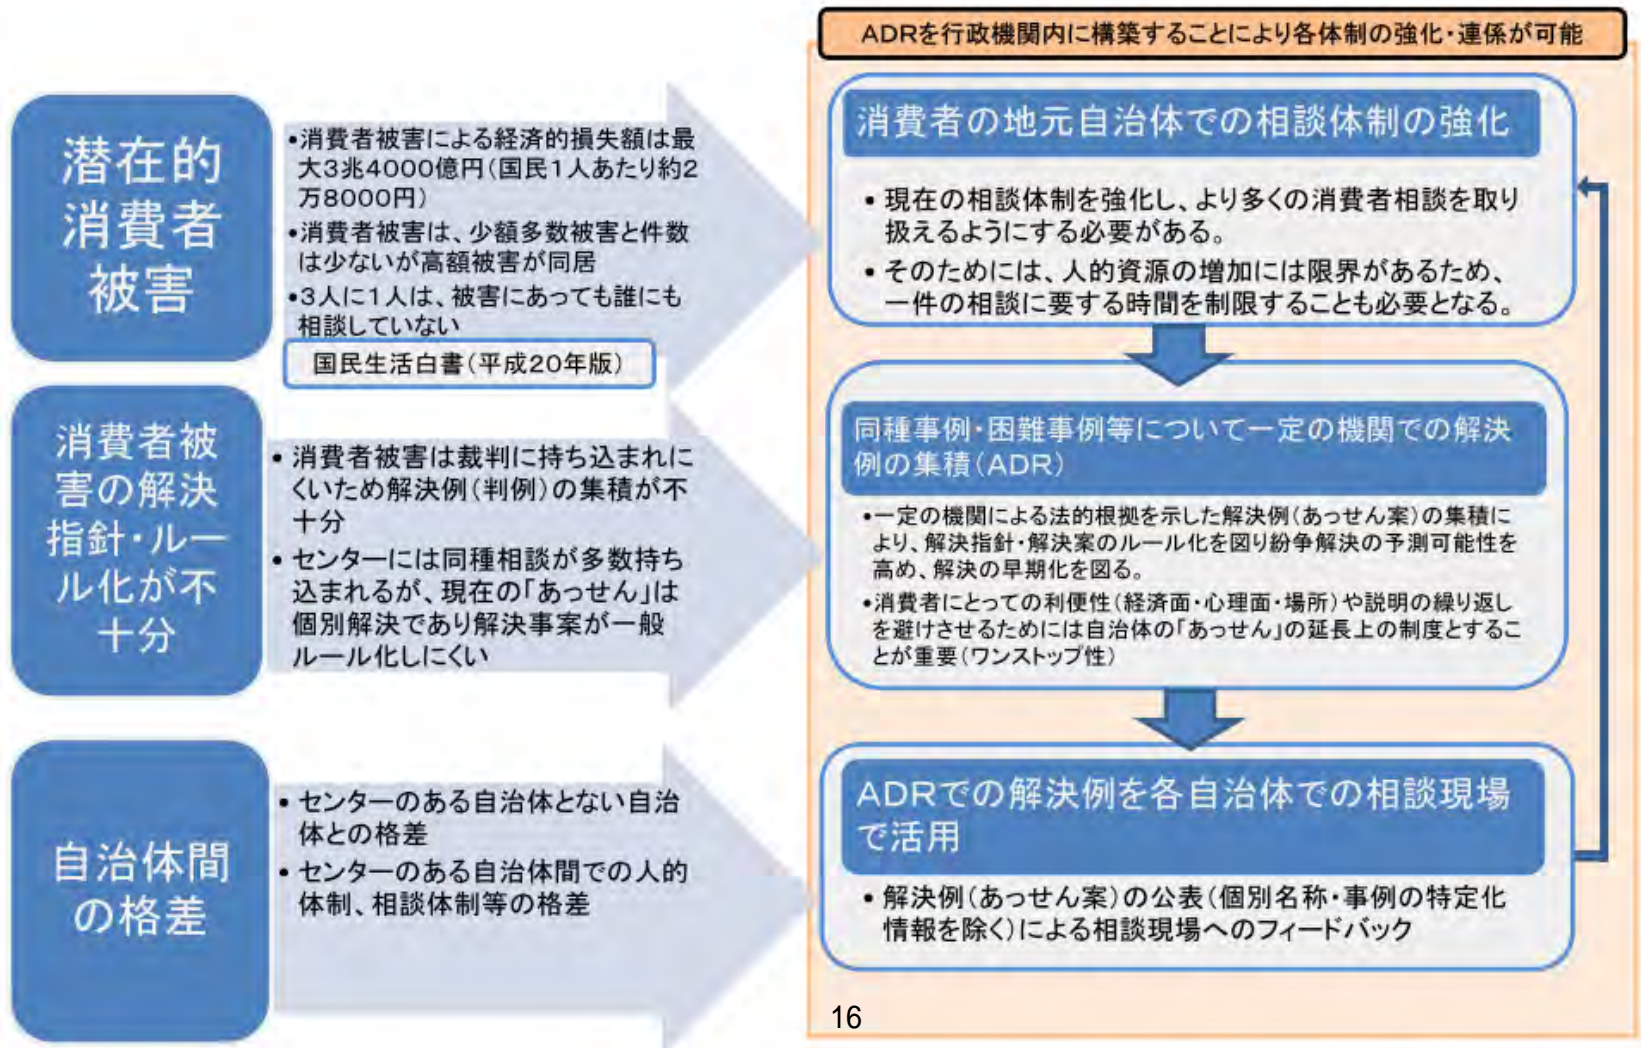 ADRを行政機関内に構築することにより各体制の強化・連係が可能
潜在的
消費者
被害
•消費者被害による経済的損失額は最
大3兆4000億円(国民1人あたり約2
万8000円)
•消費者被害は、少額多数被害と件数
は少ないが高額被害が同居
•3人に1人は、被害にあっても誰にも
相談していない
国民生活白書(平成20年版)
消費者の地元自治体での相談体制の強化
• 現在の相談体制を強化し、より多くの消費者相談を取り
扱えるようにする必要がある。
• そのためには、人的資源の増加には限界があるため、
一件の相談に要する時間を制限することも必要となる。
消費者被
害の解決
指針・ルー
ル化が不
十分
• 消費者被害は裁判に持ち込まれに
くいため解決例(判例)の集積が不
十分
• センターには同種相談が多数持ち
込まれるが、現在の「あっせん」は
個別解決であり解決事案が一般
ルール化しにくい
同種事例・困難事例等について一定の機関での解決
例の集積(ADR)
•一定の機関による法的根拠を示した解決例(あっせん案)の集積に
より、解決指針・解決案のルール化を図り紛争解決の予測可能性を
高め、解決の早期化を図る。
•消費者にとっての利便性(経済面・心理面・場所)や説明の繰り返し
を避けさせるためには自治体の「あっせん」の延長上の制度とするこ
とが重要(ワンストップ性)
自治体間
の格差
• センターのある自治体とない自治
体との格差
• センターのある自治体間での人的
体制、相談体制等の格差
ADRでの解決例を各自治体での相談現場
で活用
• 解決例(あっせん案)の公表(個別名称・事例の特定化
情報を除く)による相談現場へのフィードバック
16